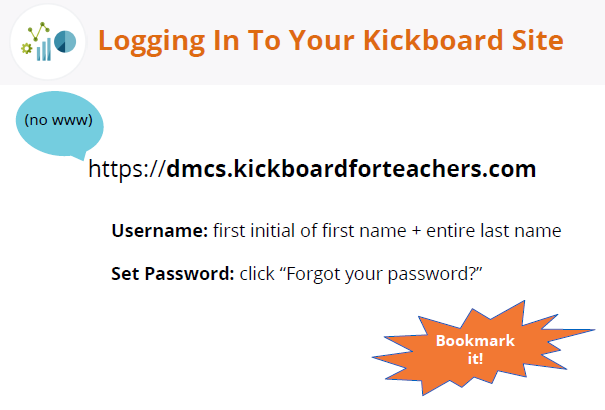 Logging In To Your Kickboard Site
(no www)
https://dmcs.kickboardforteachers.com
Username: first initial of first name + entire last name
Set Password: click “Forgot your password?”
Bookmark
it!